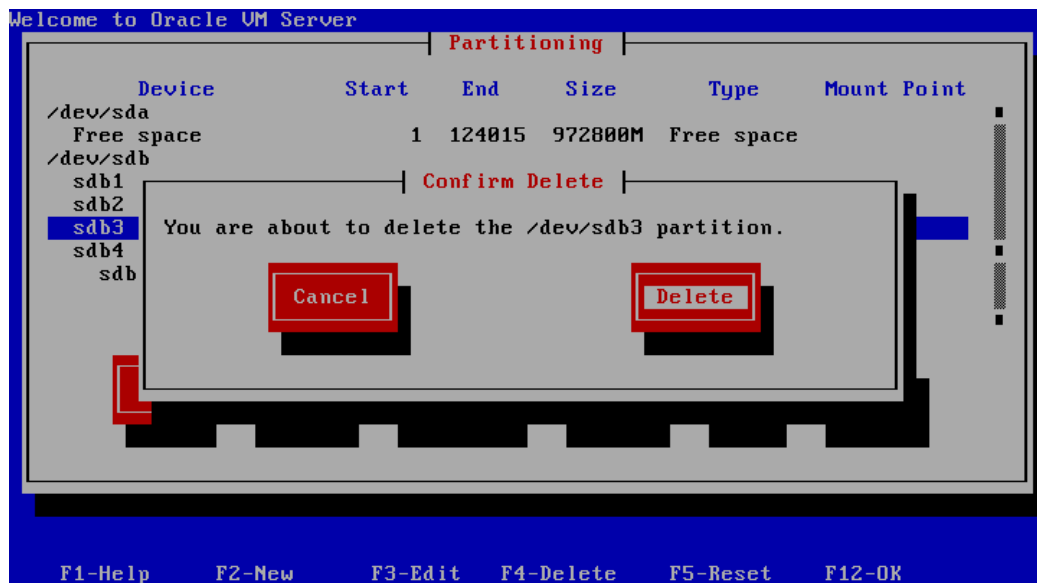 Welcome to Oracle VM Server
Partitioning
Device Start End Size Type Mount Point
/dev/sda
Free space 1 124015 972800M Free space
/dev/sdb
sdb1
Confirm Delete
sdb2
sdb3 You are about to delete the /dev/sdb3 partition.
sdb4
sdb
Cancel Delete
F1-Help F2-New F3-Edit F4-Delete F5-Reset F12-OK